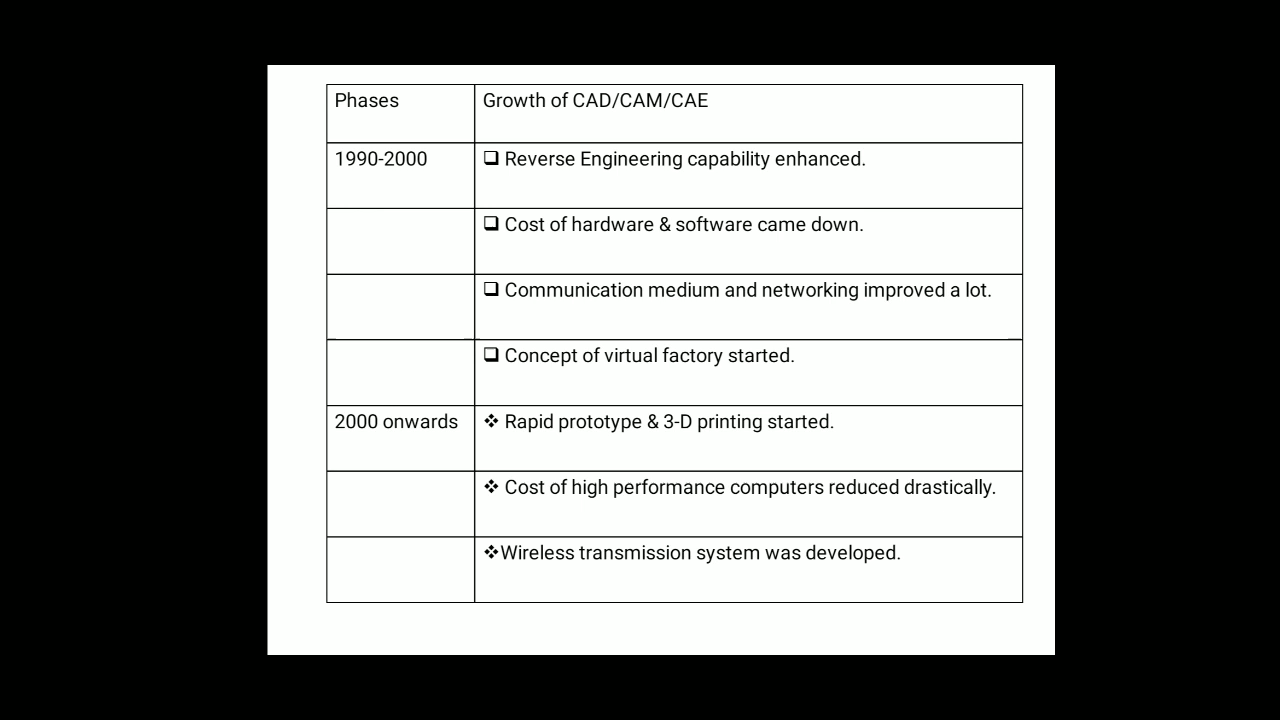 Phases
Growth of CAD/CAM/CAE
1990-2000
❑ Reverse Engineering capability enhanced.
❑ Cost of hardware & software came down.
❑ Communication medium and networking improved a lot.
❑ Concept of virtual factory started.
2000 onwards
❖ Rapid prototype & 3-D printing started.
❖ Cost of high performance computers reduced drastically.
❖Wireless transmission system was developed.